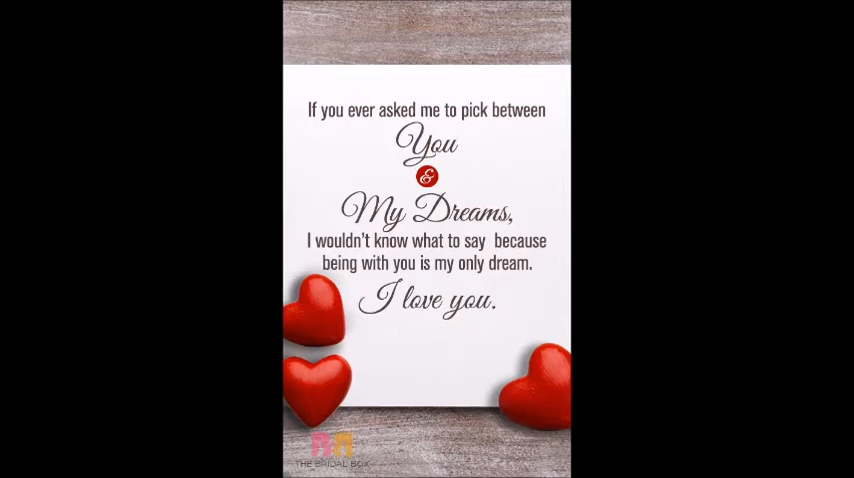 If you ever asked me to pick between
You
&
My Dreams,
I wouldn't know what to say because
being with you is my only dream.
I love you.
THE BRIDAL BOX